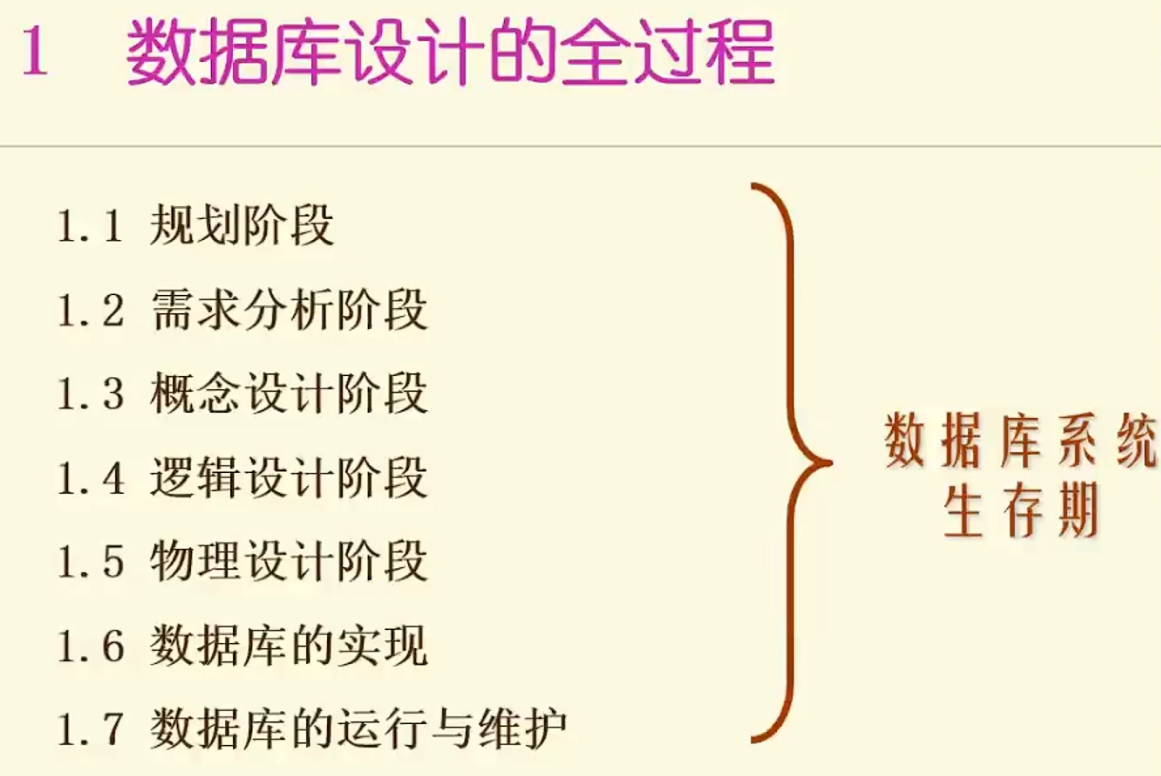 1 数据库设计的全过程
1.1 规划阶段
1.2 需求分析阶段
1.3 概念设计阶段
1.4 逻辑设计阶段
1.5 物理设计阶段
1.6 数据库的实现
1.7 数据库的运行与维护
数据库系统
生存期